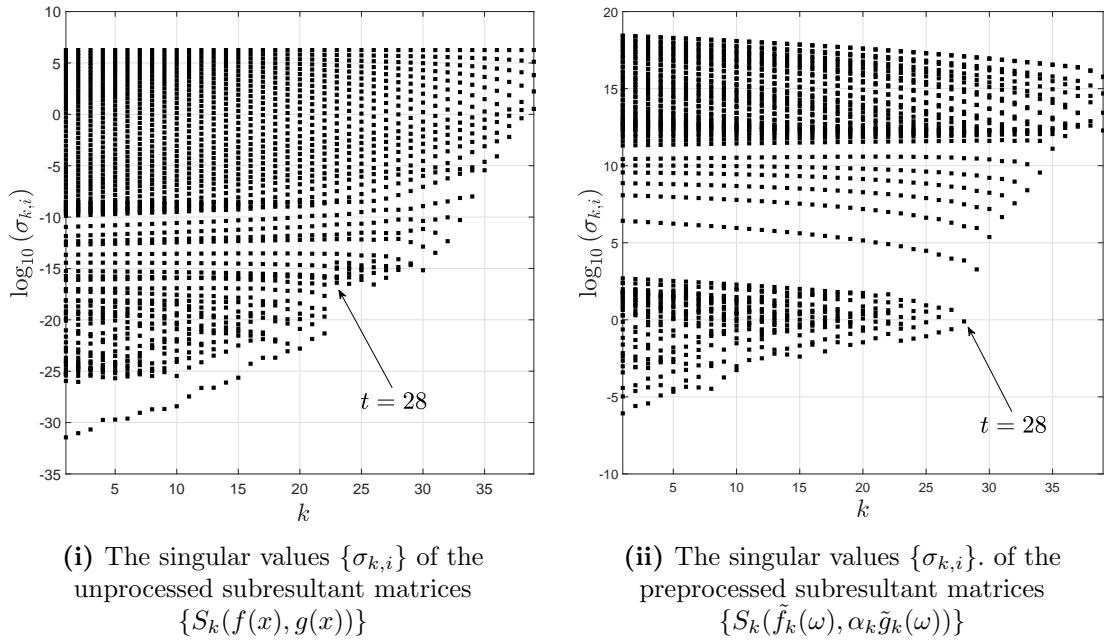 10
5
0
-5
-10
-15
-20
-25
-30
-35
5
10
15
20
25
30
35
log₁₀ (σₖ,ᵢ)
k
t = 28
20
15
10
5
0
-5
-10
5
10
15
20
25
30
35
log₁₀ (σₖ,ᵢ)
k
t = 28
(i) The singular values {σₖ,ᵢ} of the
unprocessed subresultant matrices
{Sₖ(f(x), g(x))}
(ii) The singular values {σₖ,ᵢ}. of the
preprocessed subresultant matrices
{Sₖ(f̃ₖ(ω), αₖg̃ₖ(ω))}